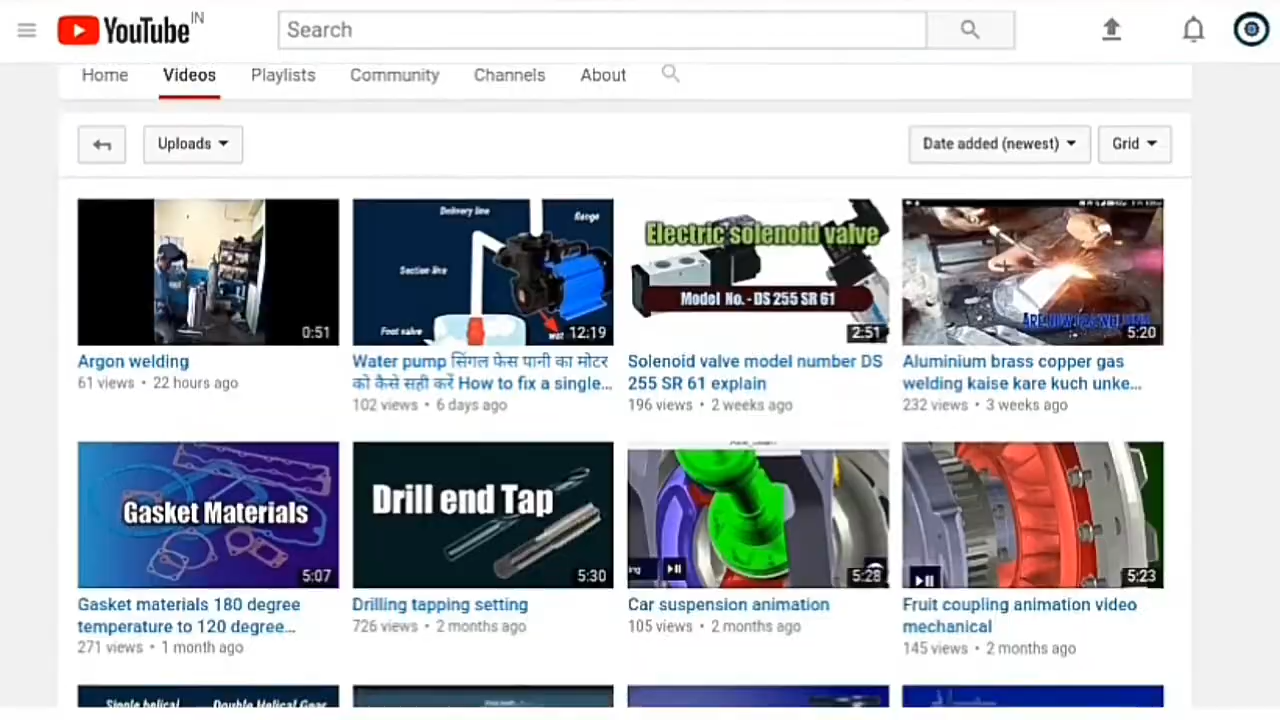 YouTube IN
Search
Home Videos Playlists Community Channels About
Uploads
Date added (newest) Grid
Delivery line
flange
Section line
Foot valve
12:19
0:51
Electric solenoid valve
Model No. - DS 255 SR 61
2:51
5:20
Argon welding
61 views • 22 hours ago
Water pump सिंगल फेस पानी का मोटर
को कैसे सही करें How to fix a single...
102 views • 6 days ago
Solenoid valve model number DS
255 SR 61 explain
196 views • 2 weeks ago
Aluminium brass copper gas
welding kaise kare kuch unke...
232 views • 3 weeks ago
Gasket Materials
5:07
Drill end Tap
5:30
5:28
5:23
Gasket materials 180 degree
temperature to 120 degree...
271 views • 1 month ago
Drilling tapping setting
726 views • 2 months ago
Car suspension animation
105 views • 2 months ago
Fruit coupling animation video
mechanical
145 views • 2 months ago
Simple helical Double Helical Gear